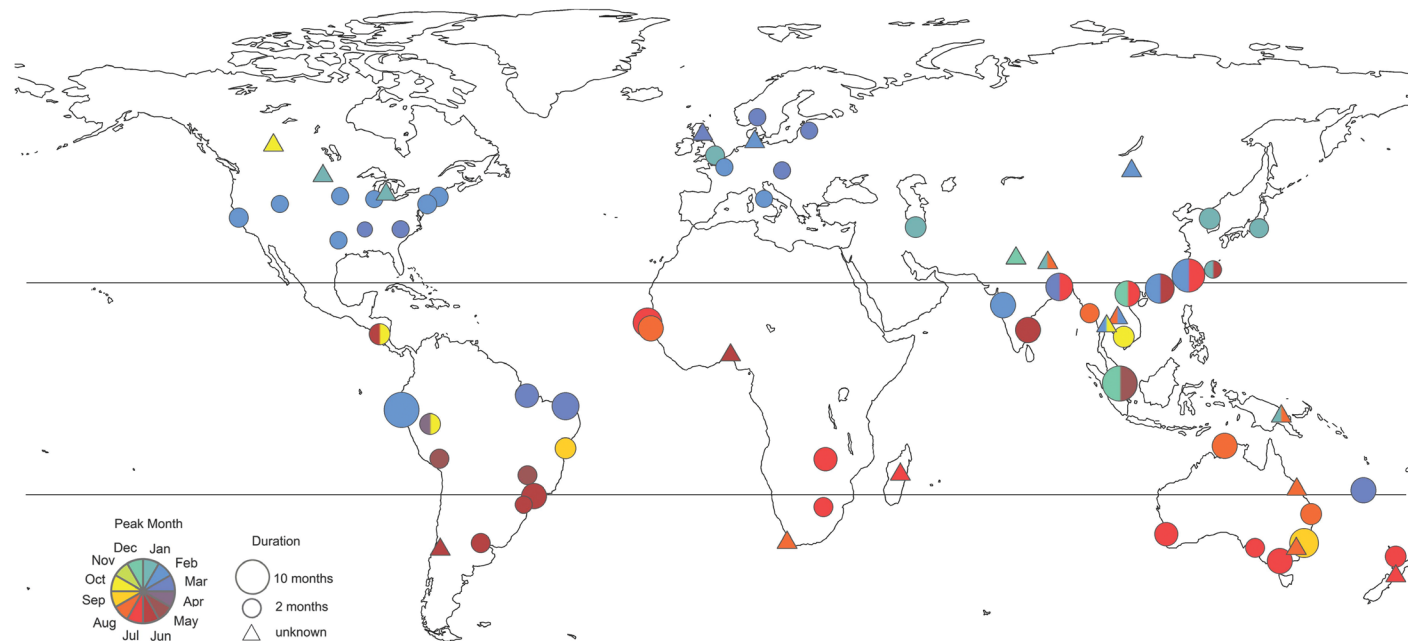 Peak Month
Dec Jan
Nov Feb
Oct Mar
Sep Apr
Aug May
Jul Jun
Duration
10 months
2 months
unknown